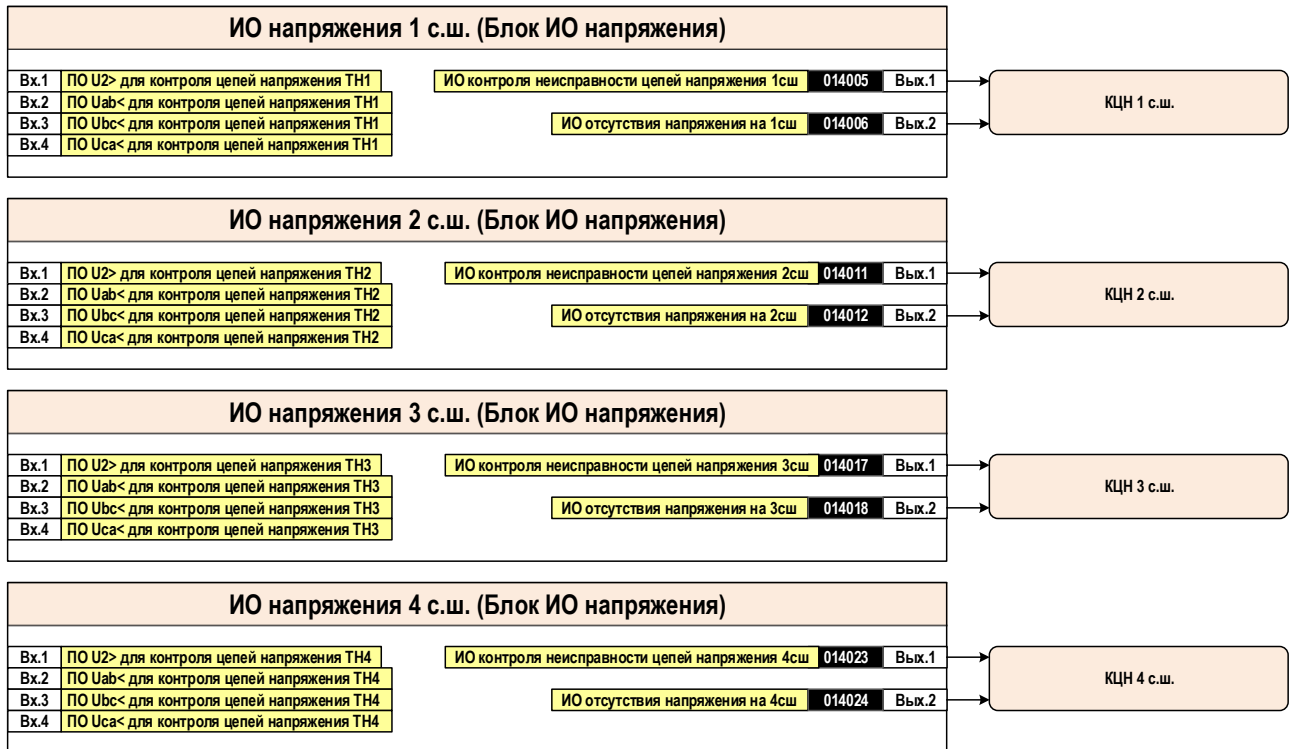 ИО напряжения 1 с.ш. (Блок ИО напряжения)
Вх.1 ПО U2> для контроля цепей напряжения ТН1 ИО контроля неисправности цепей напряжения 1сш 014005 Вых.1
Вх.2 ПО Uab< для контроля цепей напряжения ТН1
КЦН 1 с.ш.
Вх.3 ПО Ubc< для контроля цепей напряжения ТН1 ИО отсутствия напряжения на 1сш 014006 Вых.2
Вх.4 ПО Uca< для контроля цепей напряжения ТН1
ИО напряжения 2 с.ш. (Блок ИО напряжения)
Вх.1 ПО U2> для контроля цепей напряжения ТН2 ИО контроля неисправности цепей напряжения 2сш 014011 Вых.1
Вх.2 ПО Uab< для контроля цепей напряжения ТН2
КЦН 2 с.ш.
Вх.3 ПО Ubc< для контроля цепей напряжения ТН2 ИО отсутствия напряжения на 2сш 014012 Вых.2
Вх.4 ПО Uca< для контроля цепей напряжения ТН2
ИО напряжения 3 с.ш. (Блок ИО напряжения)
Вх.1 ПО U2> для контроля цепей напряжения ТН3 ИО контроля неисправности цепей напряжения 3сш 014017 Вых.1
Вх.2 ПО Uab< для контроля цепей напряжения ТН3
КЦН 3 с.ш.
Вх.3 ПО Ubc< для контроля цепей напряжения ТН3 ИО отсутствия напряжения на 3сш 014018 Вых.2
Вх.4 ПО Uca< для контроля цепей напряжения ТН3
ИО напряжения 4 с.ш. (Блок ИО напряжения)
Вх.1 ПО U2> для контроля цепей напряжения ТН4 ИО контроля неисправности цепей напряжения 4сш 014023 Вых.1
Вх.2 ПО Uab< для контроля цепей напряжения ТН4
КЦН 4 с.ш.
Вх.3 ПО Ubc< для контроля цепей напряжения ТН4 ИО отсутствия напряжения на 4сш 014024 Вых.2
Вх.4 ПО Uca< для контроля цепей напряжения ТН4